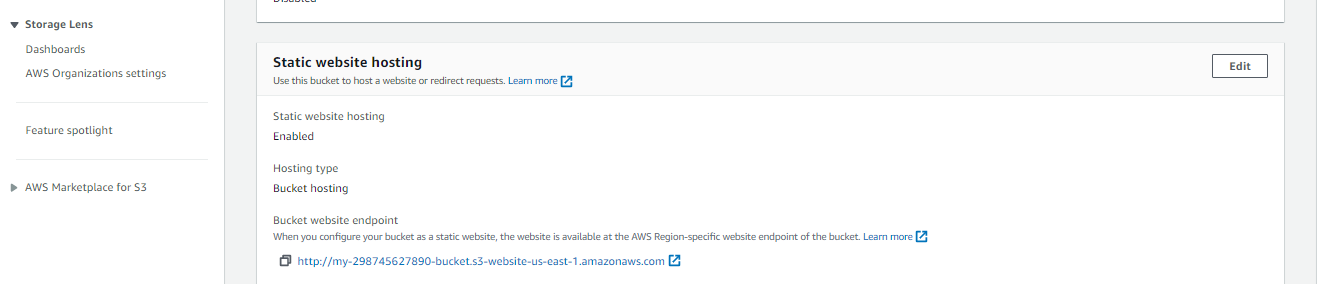 Disabled
Storage Lens
Dashboards
AWS Organizations settings
Feature spotlight
AWS Marketplace for S3
Static website hosting
Edit
Use this bucket to host a website or redirect requests. Learn more
Static website hosting
Enabled
Hosting type
Bucket hosting
Bucket website endpoint
When you configure your bucket as a static website, the website is available at the AWS Region-specific website endpoint of the bucket. Learn more
http://my-298745627890-bucket.s3-website-us-east-1.amazonaws.com